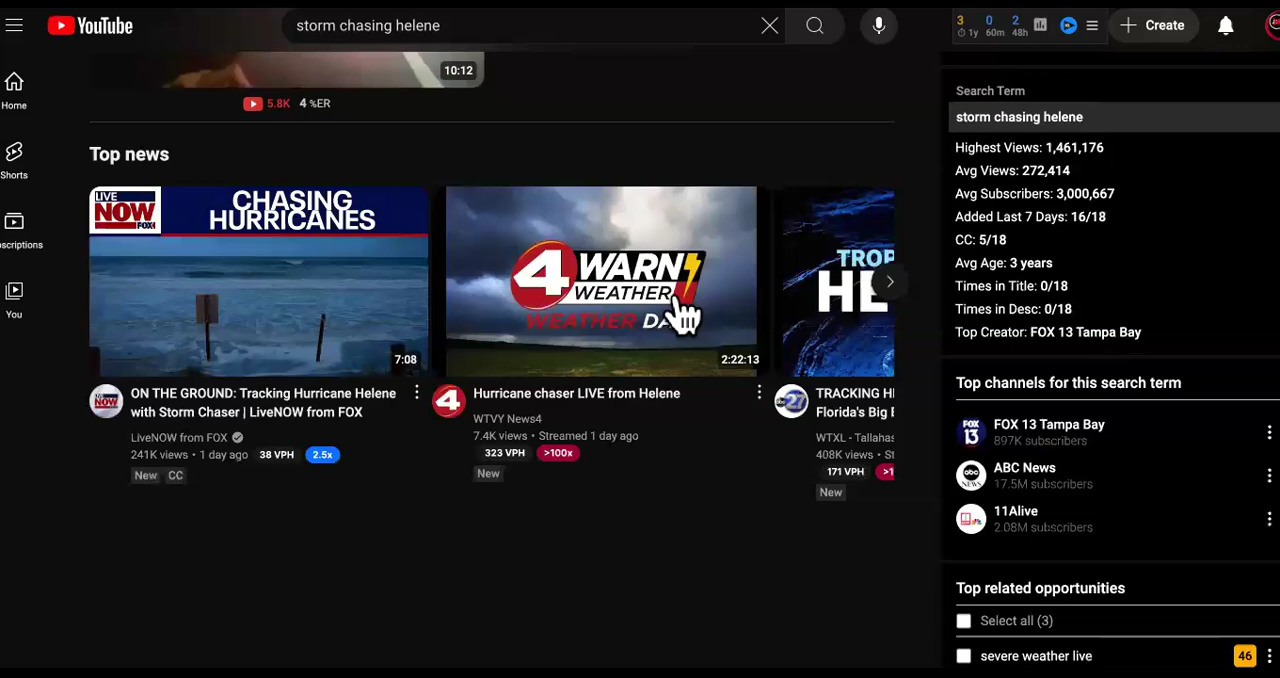 YouTube
storm chasing helene
3 0 2
1y 60m 48h
Create
Home
Shorts
scriptions
You
10:12
5.8K 4 %ER
Top news
LIVE
NOW
FOX
CHASING
HURRICANES
7:08
ON THE GROUND: Tracking Hurricane Helene
with Storm Chaser | LiveNOW from FOX
LiveNOW from FOX
241K views • 1 day ago 38 VPH 2.5x
New CC
4 WARN
WEATHER
WEATHER DA
2:22:13
Hurricane chaser LIVE from Helene
WTVY News4
7.4K views • Streamed 1 day ago
323 VPH >100x
New
TROP
HE
TRACKING H
Florida's Big
WTXL - Tallahas
408K views • St
171 VPH >1
New
Search Term
storm chasing helene
Highest Views: 1,461,176
Avg Views: 272,414
Avg Subscribers: 3,000,667
Added Last 7 Days: 16/18
CC: 5/18
Avg Age: 3 years
Times in Title: 0/18
Times in Desc: 0/18
Top Creator: FOX 13 Tampa Bay
Top channels for this search term
FOX 13 Tampa Bay
897K subscribers
ABC News
17.5M subscribers
11Alive
2.08M subscribers
Top related opportunities
Select all (3)
severe weather live 46